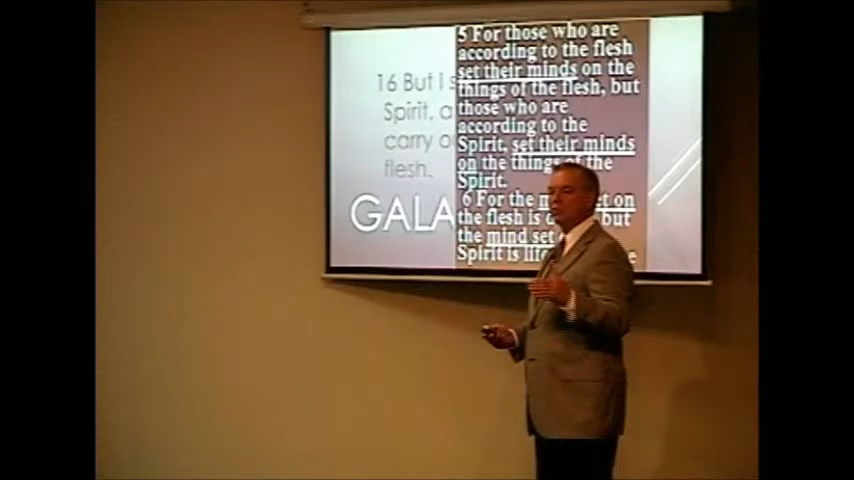 16 But I
Spirit, a
carry
flesh.
GALA
5 For those who are
according to the flesh
set their minds on the
things of the flesh, but
those who are
according to the
Spirit, set their minds
on the things of the
Spirit.
6 For the on
the flesh is but
the mind set
Spirit is